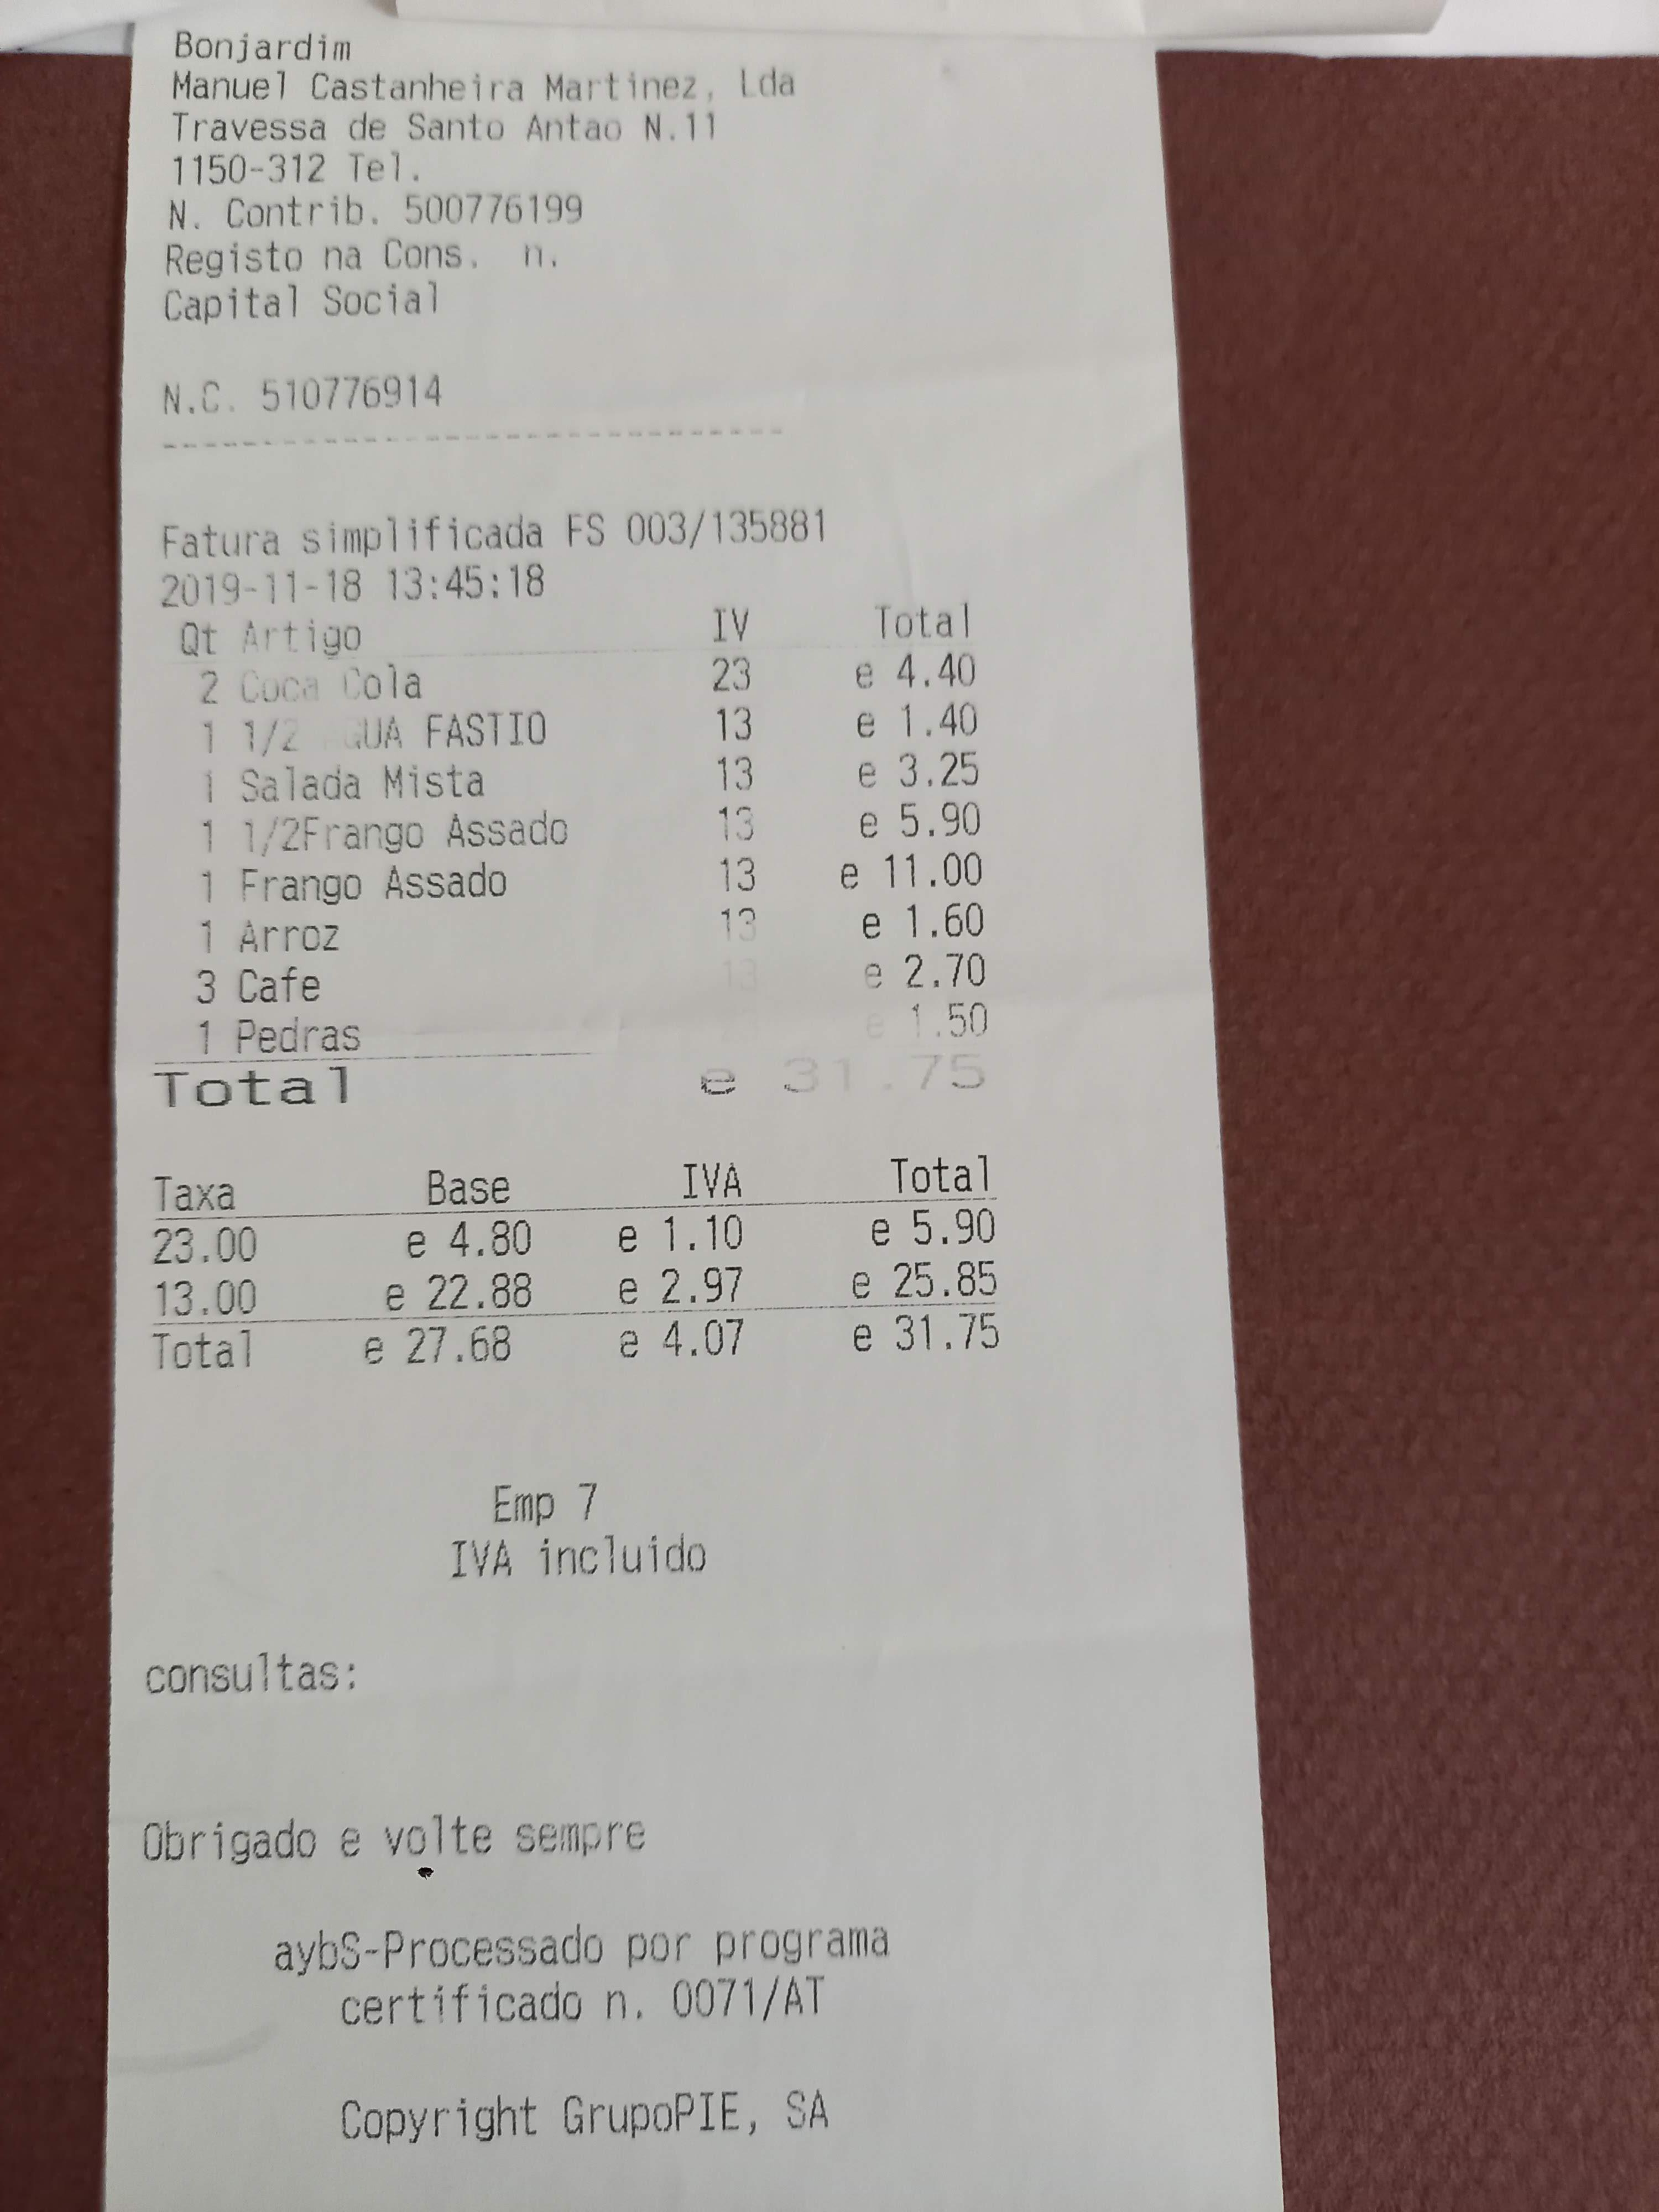 Bonjardim
Manuel Castanheira Martinez, Lda
Travessa de Santo Antao N.11
1150-312 Tel.
N. Contrib. 500776199
Registo na Cons. n.
Capital Social
N.C. 510776914
--------------------------------
Fatura simplificada FS 003/135881
2019-11-18 13:45:18
Qt Artigo IV Total
2 Coca Cola 23 e 4.40
1 1/2 AGUA FASTIO 13 e 1.40
1 Salada Mista 13 e 3.25
1 1/2Frango Assado 13 e 5.90
1 Frango Assado 13 e 11.00
1 Arroz 13 e 1.60
3 Cafe 13 e 2.70
1 Pedras e 1.50
Total e 31.75
Taxa Base IVA Total
23.00 e 4.80 e 1.10 e 5.90
13.00 e 22.88 e 2.97 e 25.85
Total e 27.68 e 4.07 e 31.75
Emp 7
IVA incluido
consultas:
Obrigado e volte sempre
aybS-Processado por programa
certificado n. 0071/AT
Copyright GrupoPIE, SA